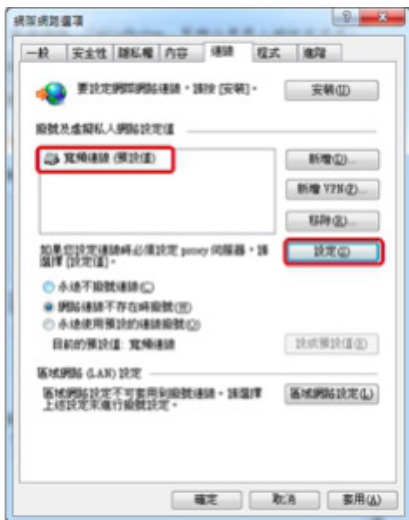 網際網路選項
一般 安全性 隱私權 內容 連線 程式 進階
要設定網際網路連線,請按 [安裝]。
安裝(U)
撥號及虛擬私人網路設定值
寬頻連線 (預設值)
新增(D)...
新增 VPN(P)...
移除(R)...
如果您設定連線時必須設定 proxy 伺服器,請
選擇 [設定值]。
設定(S)
永遠不撥號連線(C)
網路連線不存在時撥號(W)
永遠使用預設的連線撥號(O)
目前的預設值: 寬頻連線
設成預設值(E)
區域網路 (LAN) 設定
區域網路設定不可套用到撥號連線。請選擇
上述設定來進行撥號設定。
區域網路設定(L)
確定 取消 套用(A)